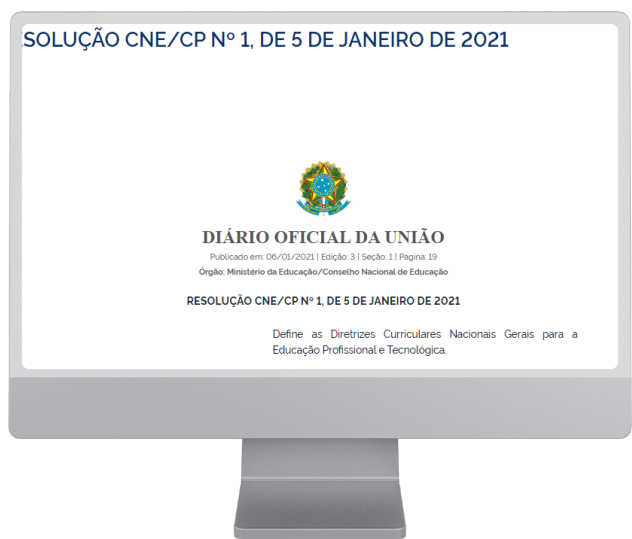 SOLUÇÃO CNE/CP Nº 1, DE 5 DE JANEIRO DE 2021
DIÁRIO OFICIAL DA UNIÃO
Publicado em: 06/01/2021 | Edição: 3 | Seção: 1 | Página: 19
Órgão: Ministério da Educação/Conselho Nacional de Educação
RESOLUÇÃO CNE/CP Nº 1, DE 5 DE JANEIRO DE 2021
Define as Diretrizes Curriculares Nacionais Gerais para a
Educação Profissional e Tecnológica.